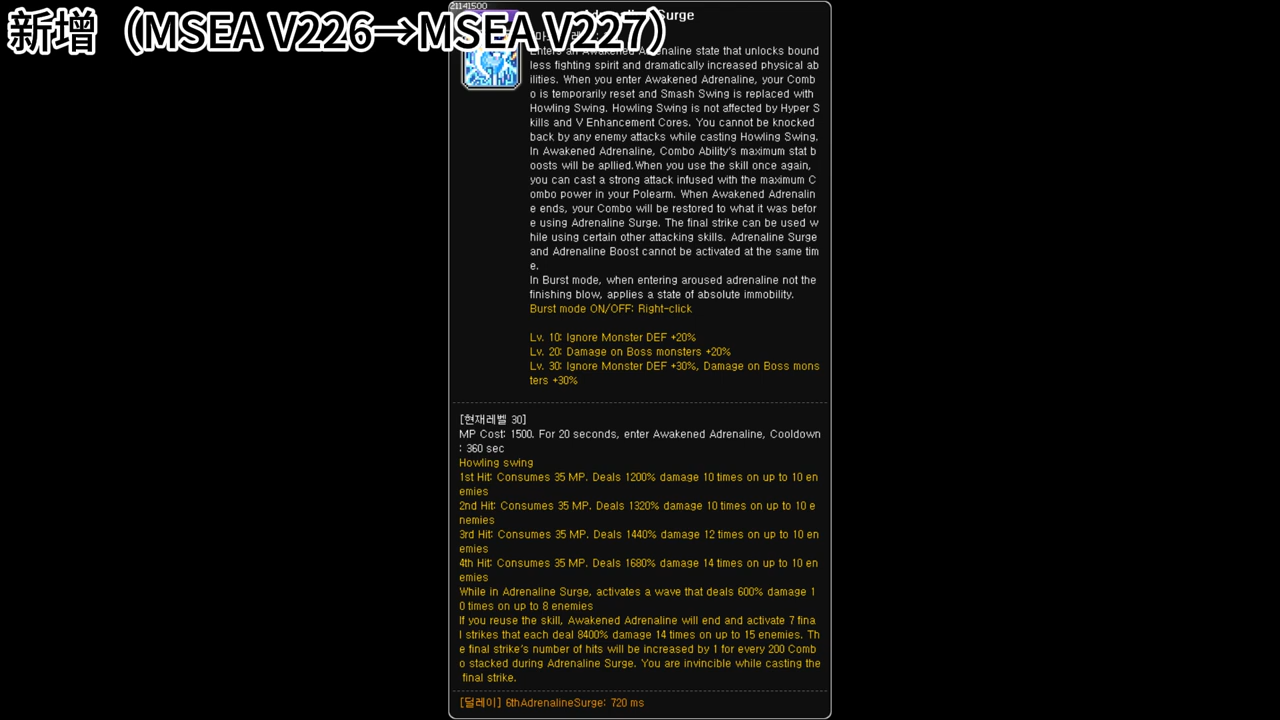 21141500
新增（MSEA V226→MSEA V227）
Surge
Enters an Awakened Adrenaline state that unlocks bound
less fighting spirit and dramatically increased physical ab
ilities. When you enter Awakened Adrenaline, your Comb
o is temporarily reset and Smash Swing is replaced with
Howling Swing. Howling Swing is not affected by Hyper S
kills and V Enhancement Cores. You cannot be knocked
back by any enemy attacks while casting Howling Swing.
In Awakened Adrenaline, Combo Ability's maximum stat b
oosts will be apllied.When you use the skill once again,
you can cast a strong attack infused with the maximum C
ombo power in your Polearm. When Awakened Adrenalin
e ends, your Combo will be restored to what it was befor
e using Adrenaline Surge. The final strike can be used w
hile using certain other attacking skills. Adrenaline Surge
and Adrenaline Boost cannot be activated at the same tim
e.
In Burst mode, when entering aroused adrenaline not the
finishing blow, applies a state of absolute immobility.
Burst mode ON/OFF: Right-click
Lv. 10: Ignore Monster DEF +20%
Lv. 20: Damage on Boss monsters +20%
Lv. 30: Ignore Monster DEF +30%, Damage on Boss mons
ters +30%
[현재레벨 30]
MP Cost: 1500. For 20 seconds, enter Awakened Adrenaline, Cooldown
: 360 sec
Howling swing
1st Hit: Consumes 35 MP. Deals 1200% damage 10 times on up to 10 en
emies
2nd Hit: Consumes 35 MP. Deals 1320% damage 10 times on up to 10 e
nemies
3rd Hit: Consumes 35 MP. Deals 1440% damage 12 times on up to 10 en
emies
4th Hit: Consumes 35 MP. Deals 1680% damage 14 times on up to 10 en
emies
While in Adrenaline Surge, activates a wave that deals 600% damage 1
0 times on up to 8 enemies
If you reuse the skill, Awakened Adrenaline will end and activate 7 fina
l strikes that each deal 8400% damage 14 times on up to 15 enemies. Th
e final strike's number of hits will be increased by 1 for every 200 Comb
o stacked during Adrenaline Surge. You are invincible while casting the
final strike.
[딜레이] 6thAdrenalineSurge: 720 ms